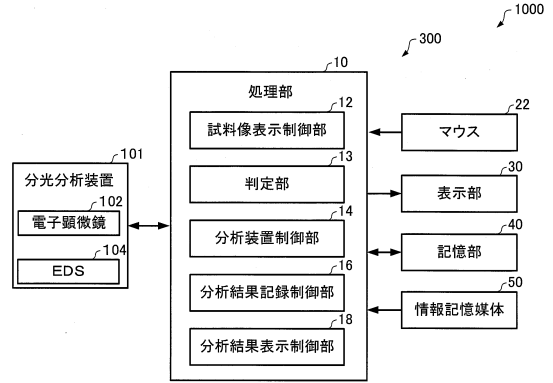 1000
300
10
処理部
12
試料像表示制御部
13
判定部
14
分析装置制御部
16
分析結果記録制御部
18
分析結果表示制御部
101
分光分析装置
102
電子顕微鏡
104
EDS
22
マウス
30
表示部
40
記憶部
50
情報記憶媒体